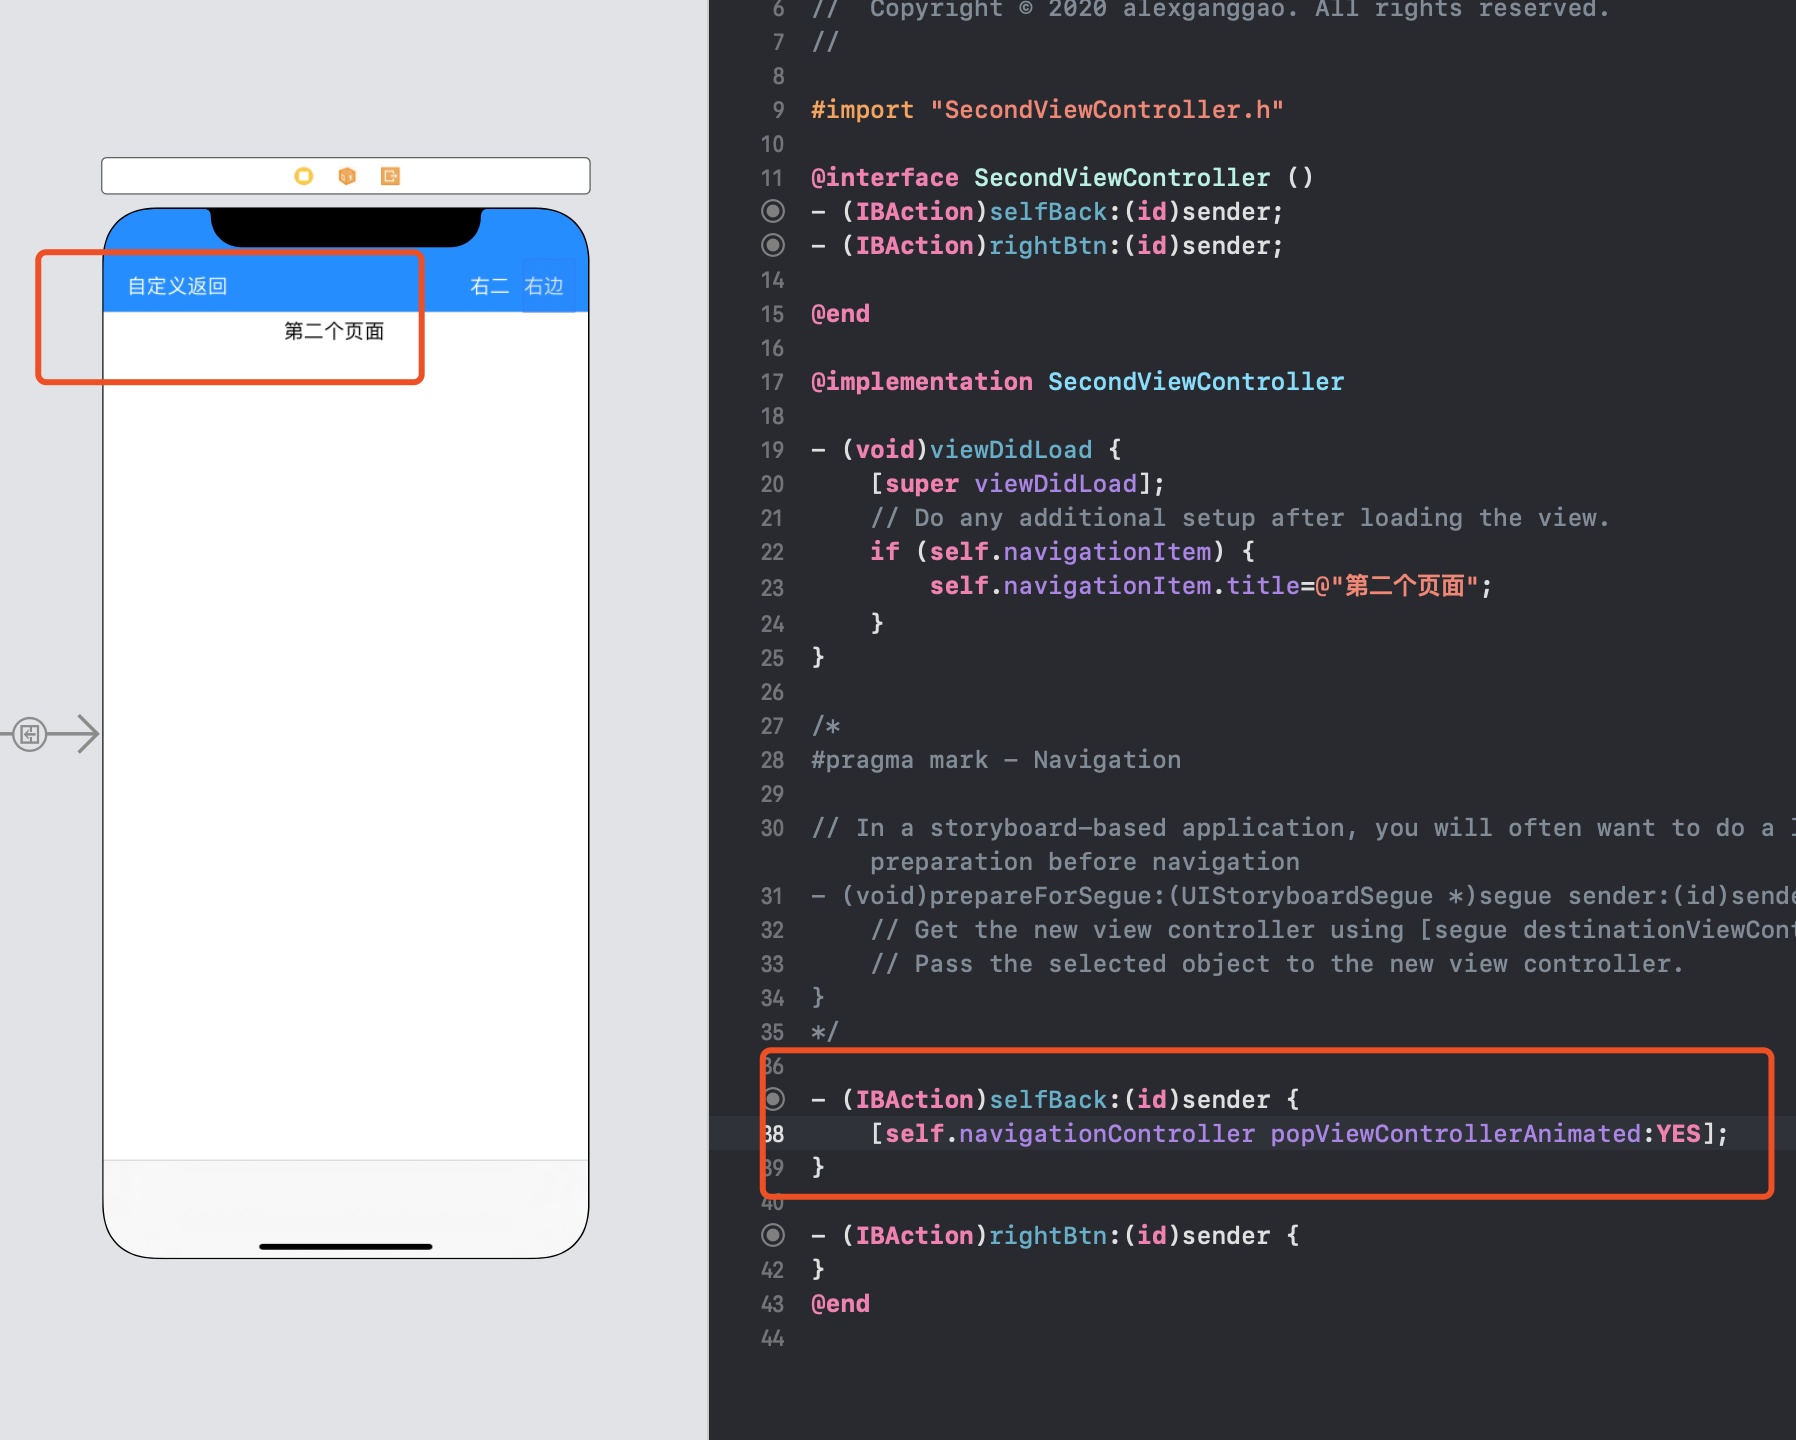 自定义返回
右二
右边
第二个页面
6 // Copyright © 2020 alexganggao. All rights reserved.
7 //
8
9 #import "SecondViewController.h"
10
11 @interface SecondViewController ()
- (IBAction)selfBack:(id)sender;
- (IBAction)rightBtn:(id)sender;
14
15 @end
16
17 @implementation SecondViewController
18
19 - (void)viewDidLoad {
20 [super viewDidLoad];
21 // Do any additional setup after loading the view.
22 if (self.navigationItem) {
23 self.navigationItem.title=@"第二个页面";
24 }
25 }
26
27 /*
28 #pragma mark - Navigation
29
30 // In a storyboard-based application, you will often want to do a
preparation before navigation
31 - (void)prepareForSegue:(UIStoryboardSegue *)segue sender:(id)sende
32 // Get the new view controller using [segue destinationViewCon
33 // Pass the selected object to the new view controller.
34 }
35 */
36
- (IBAction)selfBack:(id)sender {
38 [self.navigationController popViewControllerAnimated:YES];
39 }
40
- (IBAction)rightBtn:(id)sender {
42 }
43 @end
44